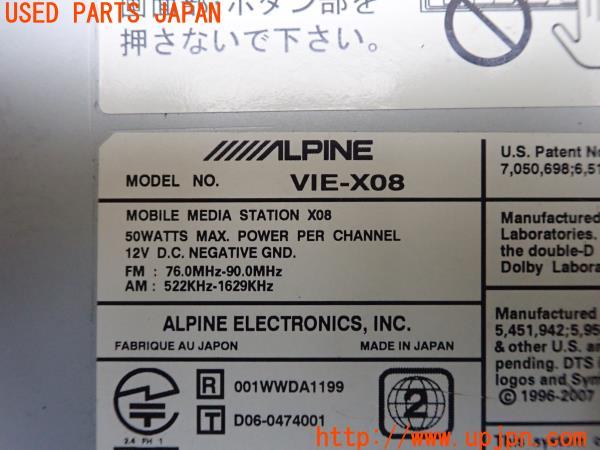 USED PARTS JAPAN
ボタン部を
押さないで下さい。
ALPINE
MODEL NO. VIE-X08
MOBILE MEDIA STATION X08
50WATTS MAX. POWER PER CHANNEL
12V D.C. NEGATIVE GND.
FM : 76.0MHz-90.0MHz
AM : 522KHz-1629KHz
ALPINE ELECTRONICS, INC.
FABRIQUE AU JAPON MADE IN JAPAN
R 001WWDA1199
T D06-0474001
2.4 FH 1
2
U.S. Patent
7,050,698;6,51
Manufactured
Laboratories.
the double-D
Dolby
Manufactured
5,451,942;5,95
& other U.S. an
pending. DTS i
logos and Sym
© 1996-2007
http://www.upjpn.com